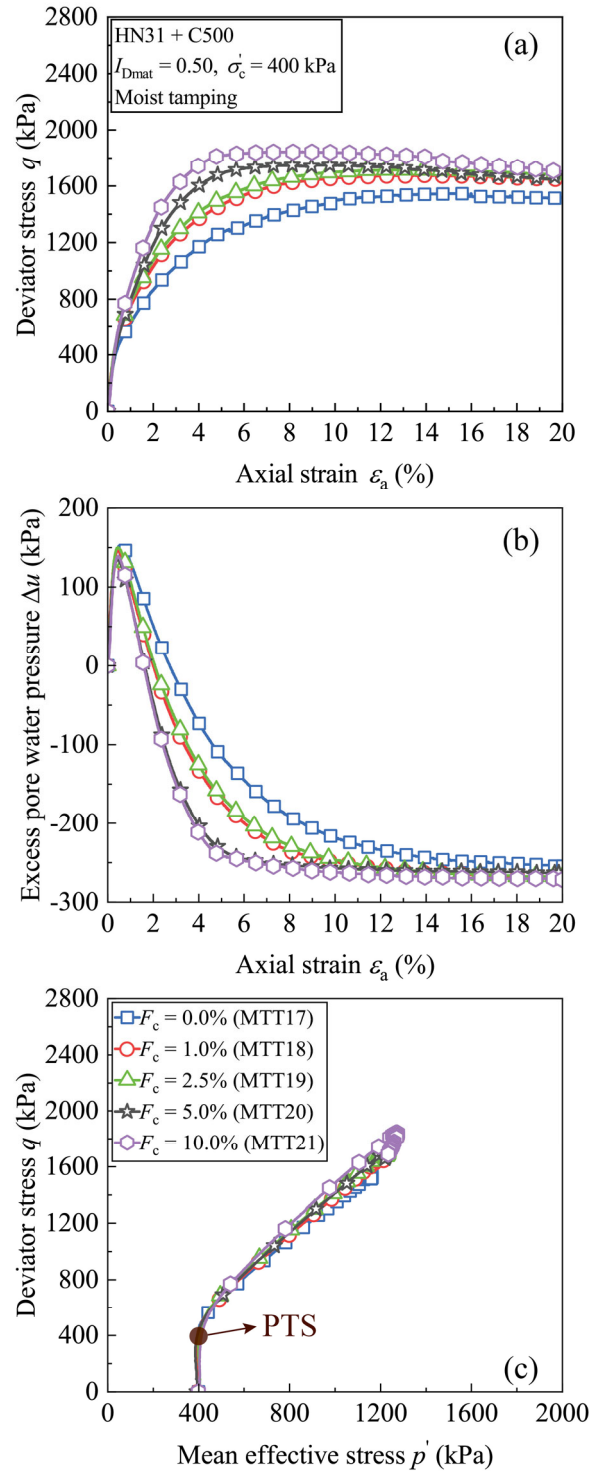 2800
2400
2000
1600
1200
800
400
0
Deviator stress q (kPa)
HN31 + C500
I_Dmat = 0.50, σ'_c = 400 kPa
Moist tamping
(a)
0 2 4 6 8 10 12 14 16 18 20
Axial strain ε_a (%)
200
100
0
-100
-200
-300
Excess pore water pressure Δu (kPa)
(b)
0 2 4 6 8 10 12 14 16 18 20
Axial strain ε_a (%)
2800
2400
2000
1600
1200
800
400
0
Deviator stress q (kPa)
F_c = 0.0% (MTT17)
F_c = 1.0% (MTT18)
F_c = 2.5% (MTT19)
F_c = 5.0% (MTT20)
F_c = 10.0% (MTT21)
PTS
(c)
0 400 800 1200 1600 2000
Mean effective stress p' (kPa)